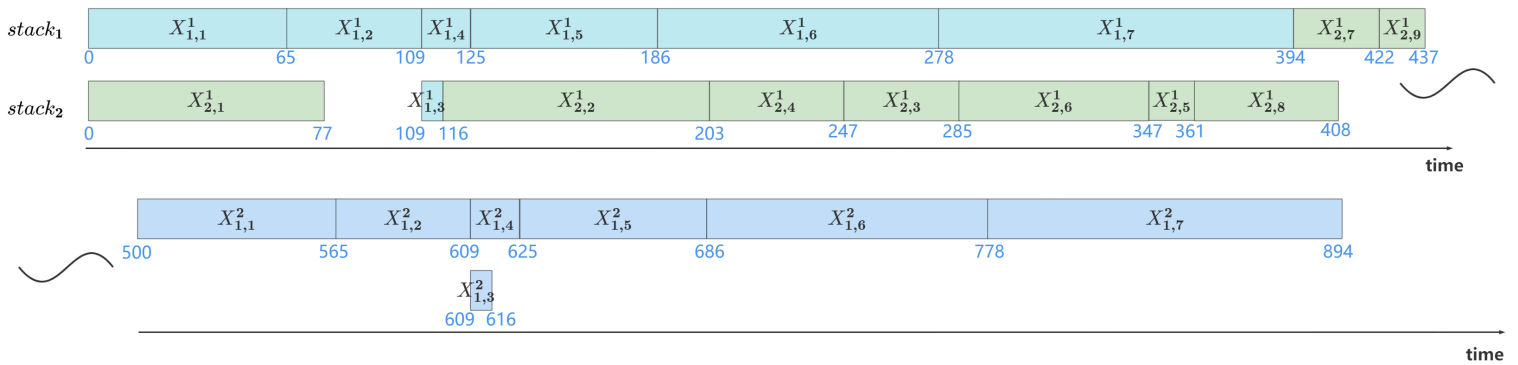 stack₁ X¹₁,₁ X¹₁,₂ X¹₁,₄ X¹₁,₅ X¹₁,₆ X¹₁,₇ X¹₂,₇ X¹₂,₉
0 65 109 125 186 278 394 422 437
stack₂ X¹₂,₁ X¹₁,₃ X¹₂,₂ X¹₂,₄ X¹₂,₃ X¹₂,₆ X¹₂,₅ X¹₂,₈
0 77 109 116 203 247 285 347 361 408
time
X²₁,₁ X²₁,₂ X²₁,₄ X²₁,₅ X²₁,₆ X²₁,₇
500 565 609 625 686 778 894
X²₁,₃
609 616
time